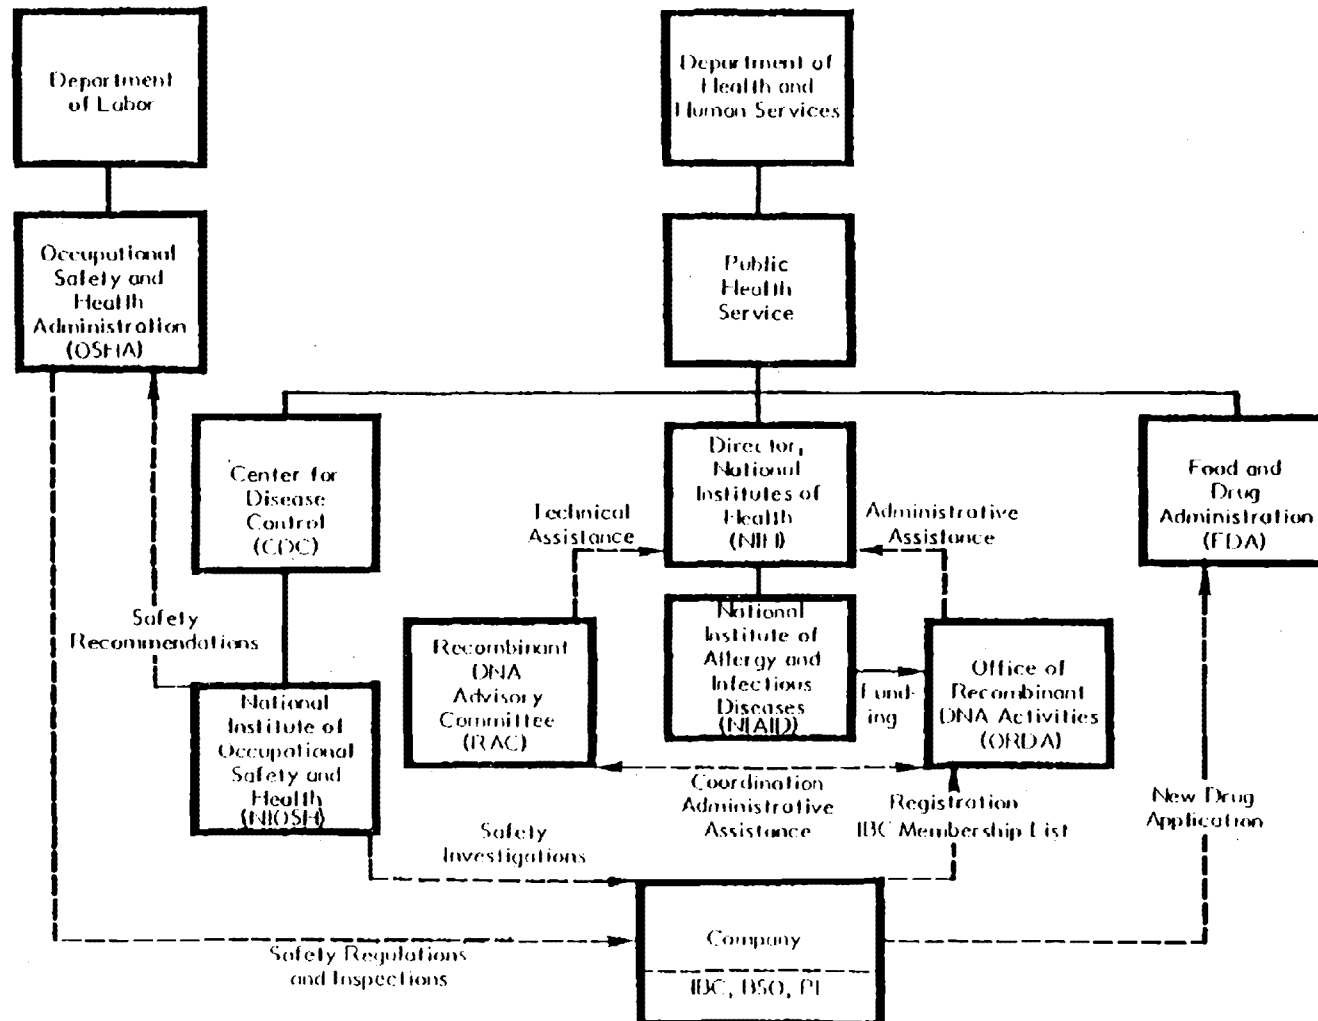 Department
of Labor
Department of
Health and
Human Services
Occupational
Safety and
Health
Administration
(OSHA)
Public
Health
Service
Center for
Disease
Control
(CDC)
Director,
National
Institutes of
Health
(NIH)
Food and
Drug
Administration
(FDA)
Technical
Assistance
Administrative
Assistance
Safety
Recommendations
National
Institute of
Occupational
Safety and
Health
(NIOSH)
Recombinant
DNA
Advisory
Committee
(RAC)
National
Institute of
Allergy and
Infectious
Diseases
(NIAID)
Fund-
ing
Office of
Recombinant
DNA Activities
(ORDA)
Coordination
Administrative
Assistance
Registration
IBC Membership List
New Drug
Application
Safety
Investigations
Safety Regulations
and Inspections
Company
IBC, BSO, PI